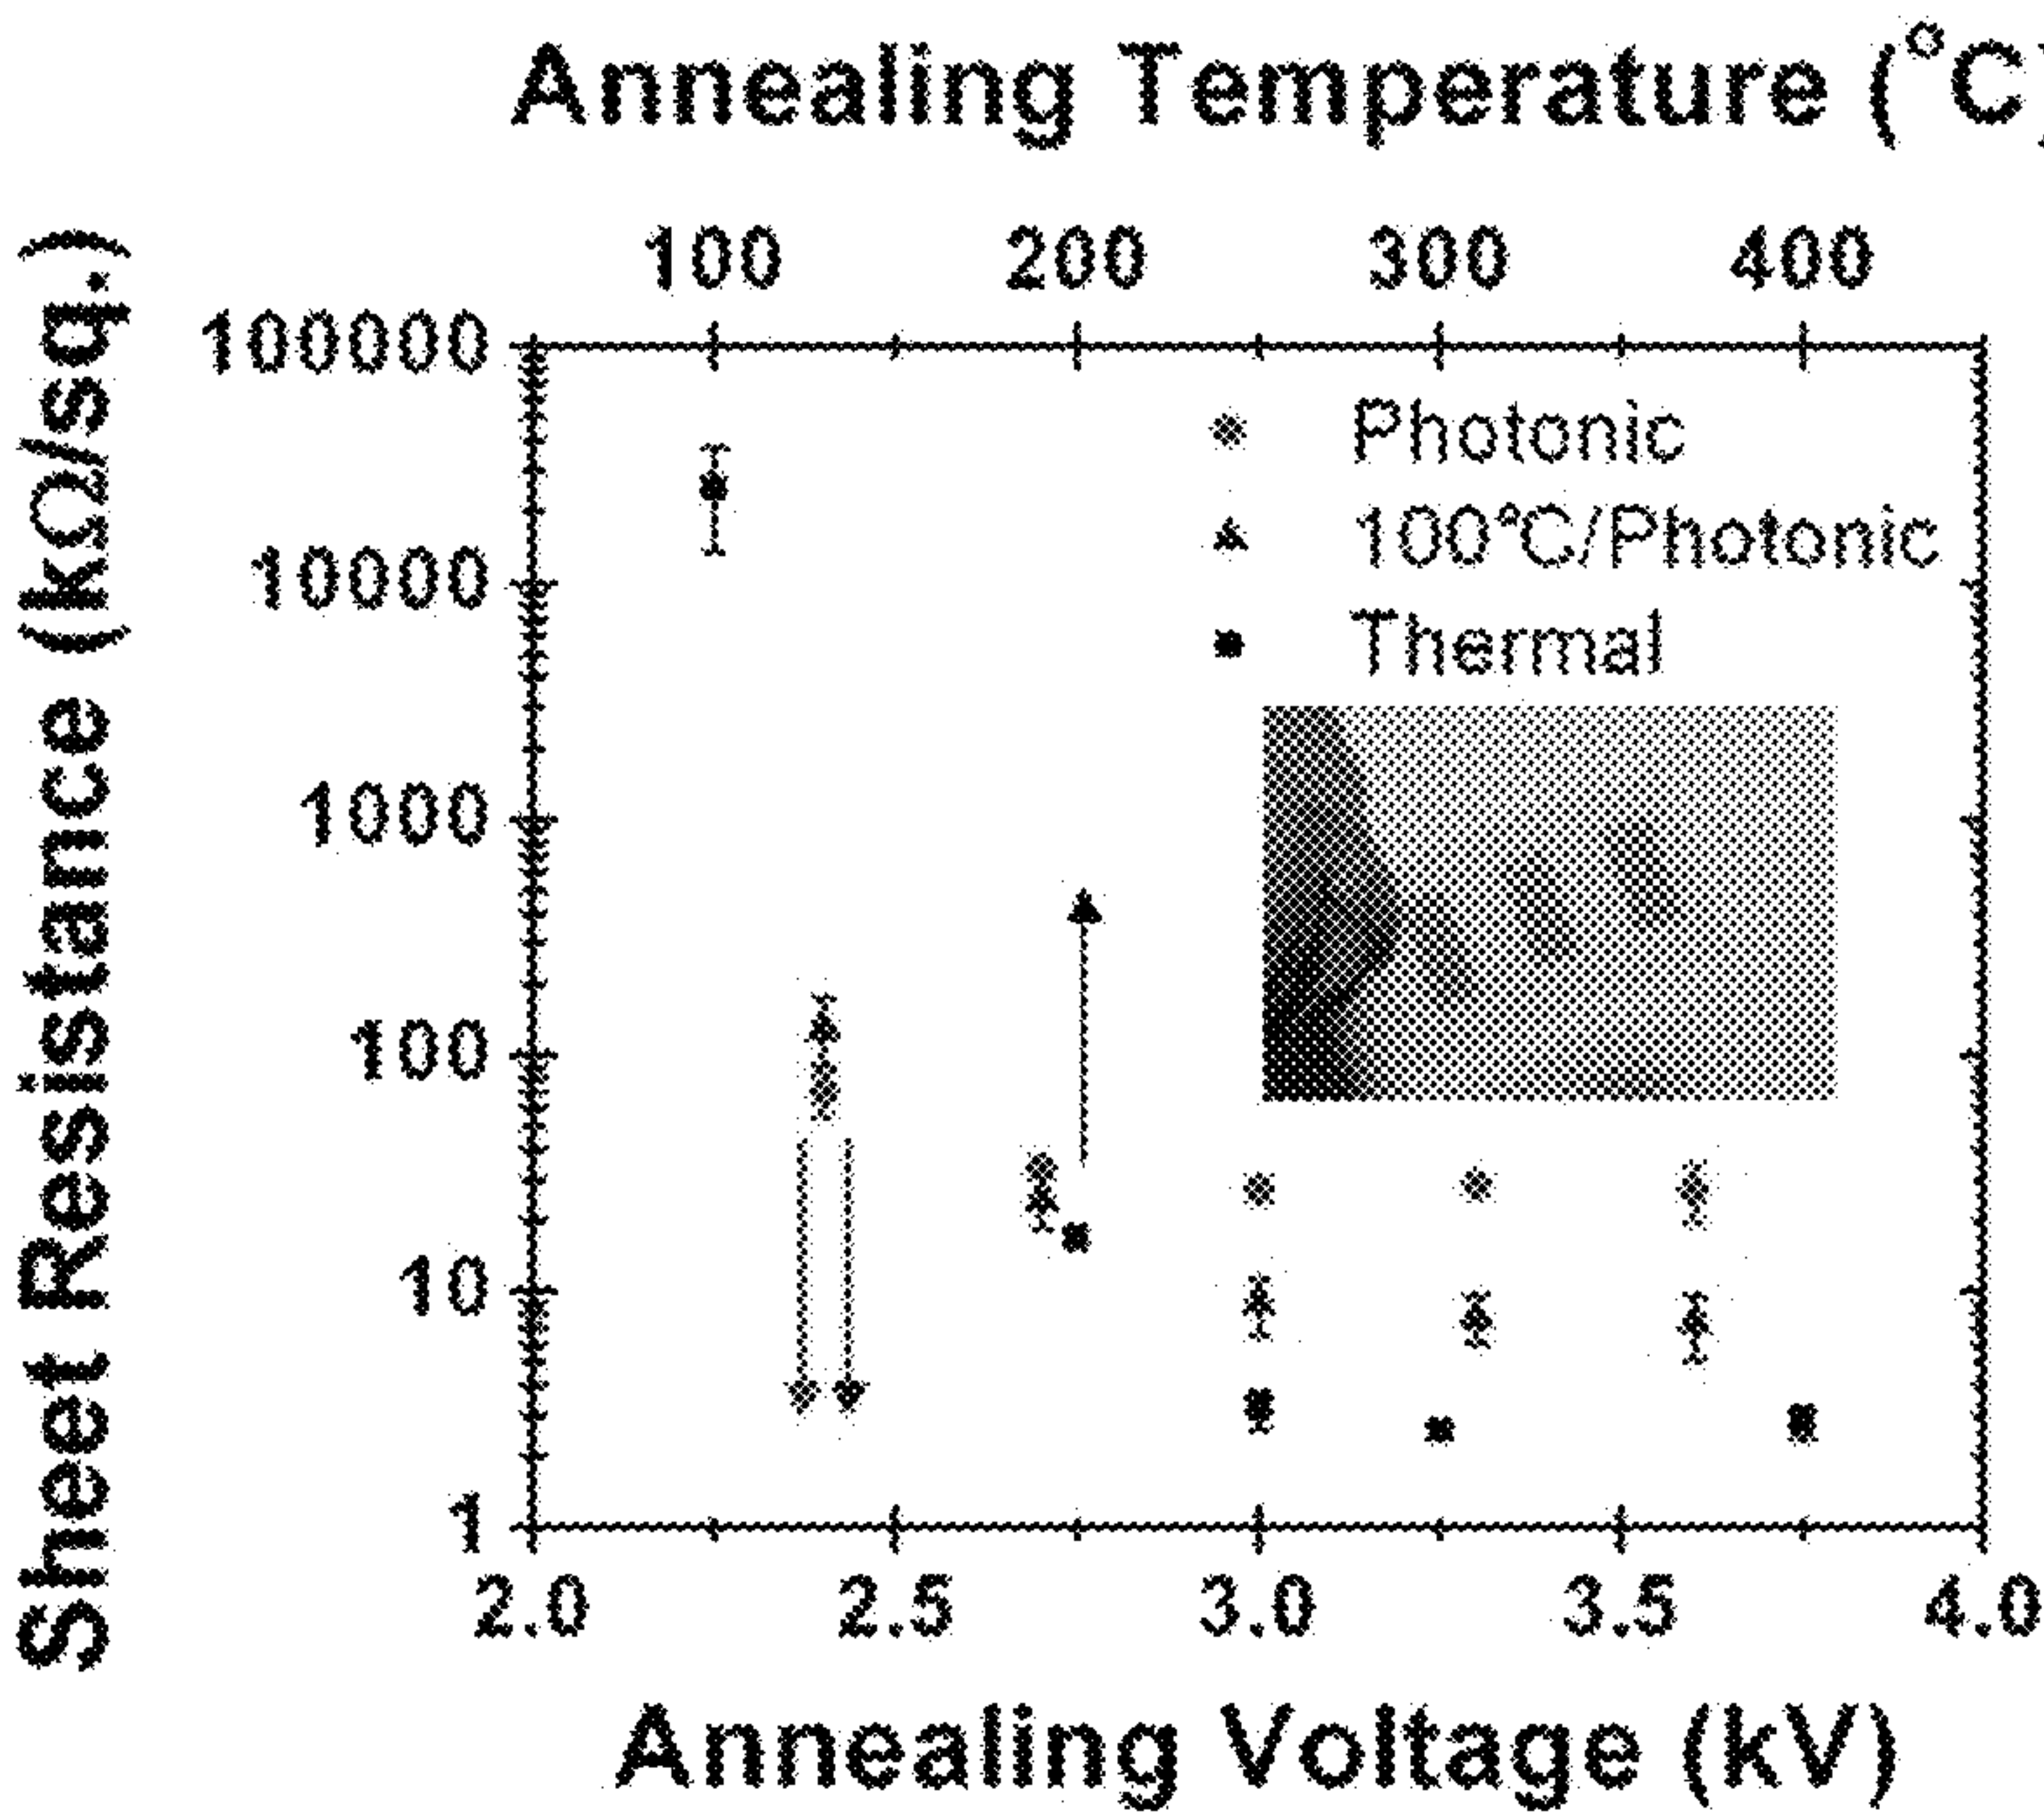 Annealing Temperature (°C)
100 200 300 400
Sheet Resistance (kΩ/sq.)
100000
10000
1000
100
10
1
Photonic
100°C/Photonic
Thermal
2.0 2.5 3.0 3.5 4.0
Annealing Voltage (kV)